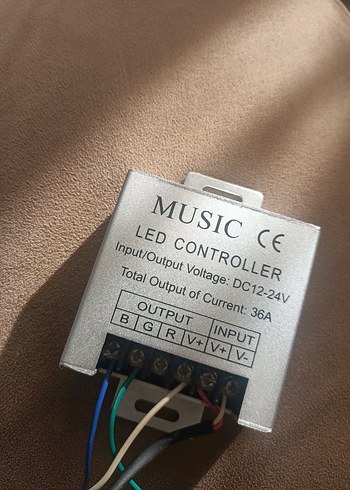 MUSIC CE
LED CONTROLLER
Input/Output Voltage: DC12-24V
Total Output of Current: 36A
OUTPUT INPUT
B G R V+ V+ V-